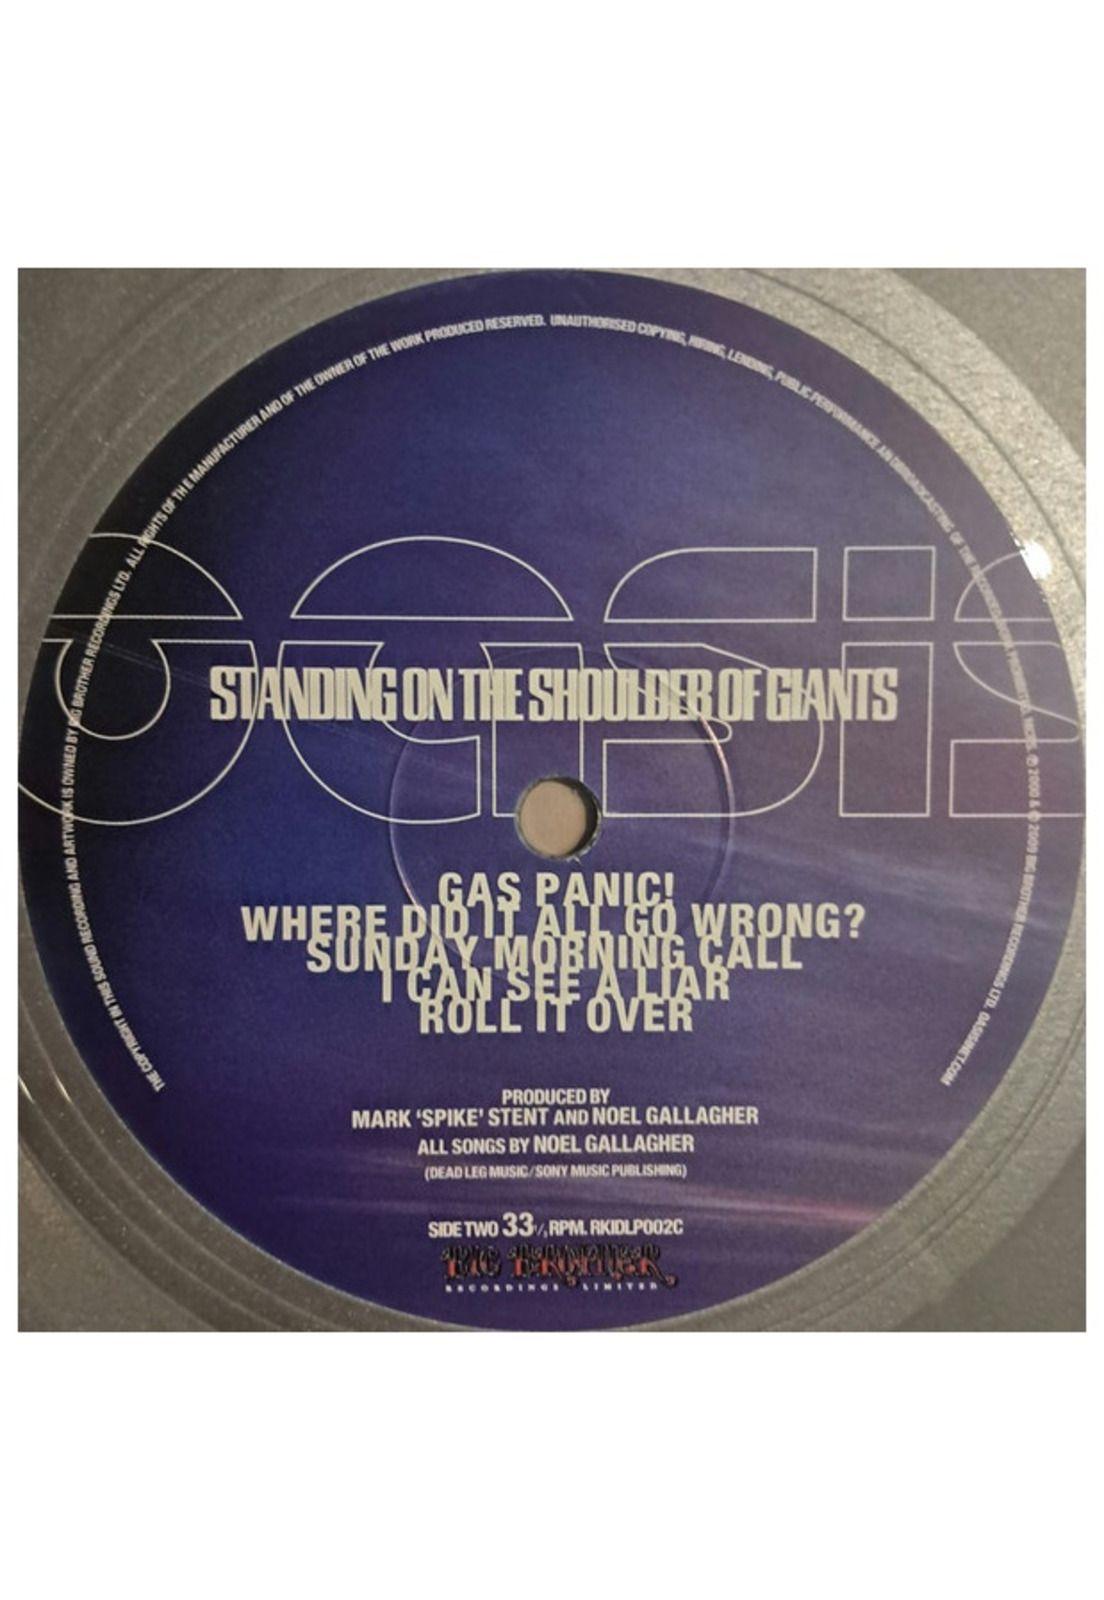 THE COPYRIGHT IN THIS SOUND RECORDING AND ARTWORK IS OWNED BY BIG BROTHER RECORDINGS LTD. ALL RIGHTS OF THE MANUFACTURER AND OF THE OWNER OF THE WORK PRODUCED RESERVED. UNAUTHORISED COPYING, HIRING, LENDING, PUBLIC PERFORMANCE AN BROADCASTING OF THE ℗ 2000 & © 2009 BIG BROTHER RECORDINGS LTD. OASISINET.COM
oasis
STANDING ON THE SHOULDER OF GIANTS
GAS PANIC!
WHERE DID IT ALL GO WRONG?
SUNDAY MORNING CALL
I CAN SEE A LIAR
ROLL IT OVER
PRODUCED BY
MARK ‘SPIKE’ STENT AND NOEL GALLAGHER
ALL SONGS BY NOEL GALLAGHER
(DEAD LEG MUSIC/SONY MUSIC PUBLISHING)
SIDE TWO 33⅓ RPM. RKIDLP002C
BIG BROTHER
RECORDINGS LIMITED